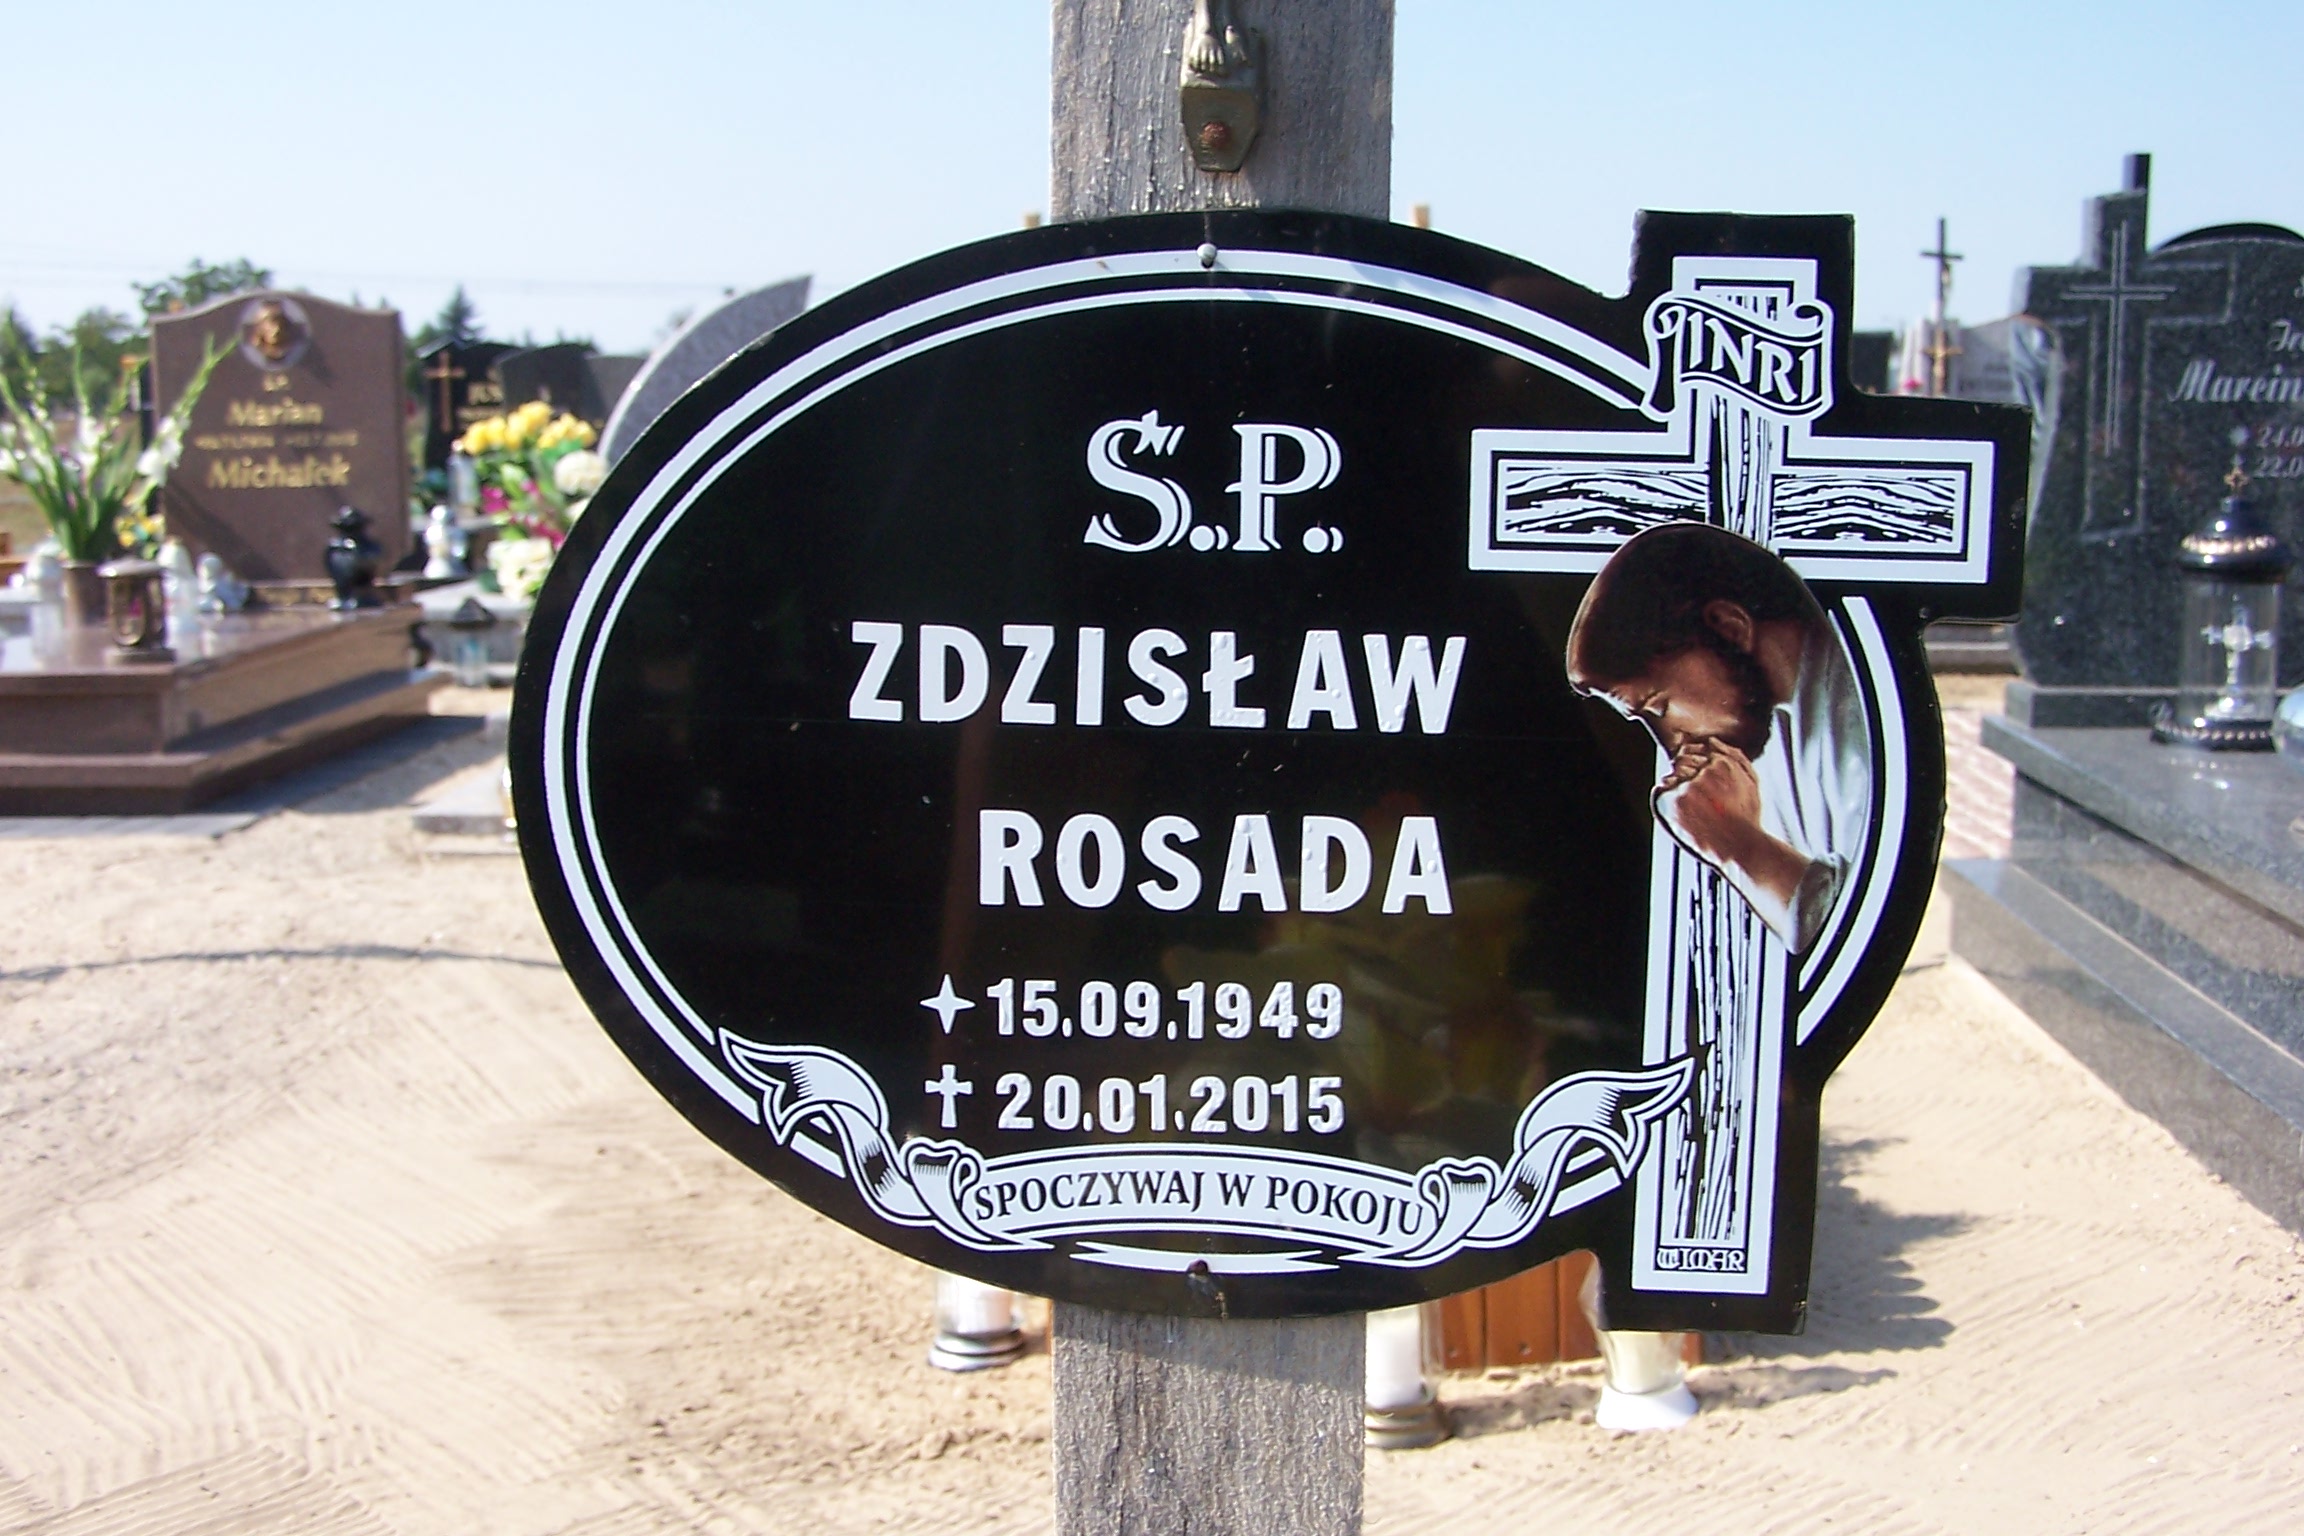 INRI
Ś.P.
ZDZISŁAW
ROSADA
15.09.1949
20.01.2015
SPOCZYWAJ W POKOJU
Marian
Michałek